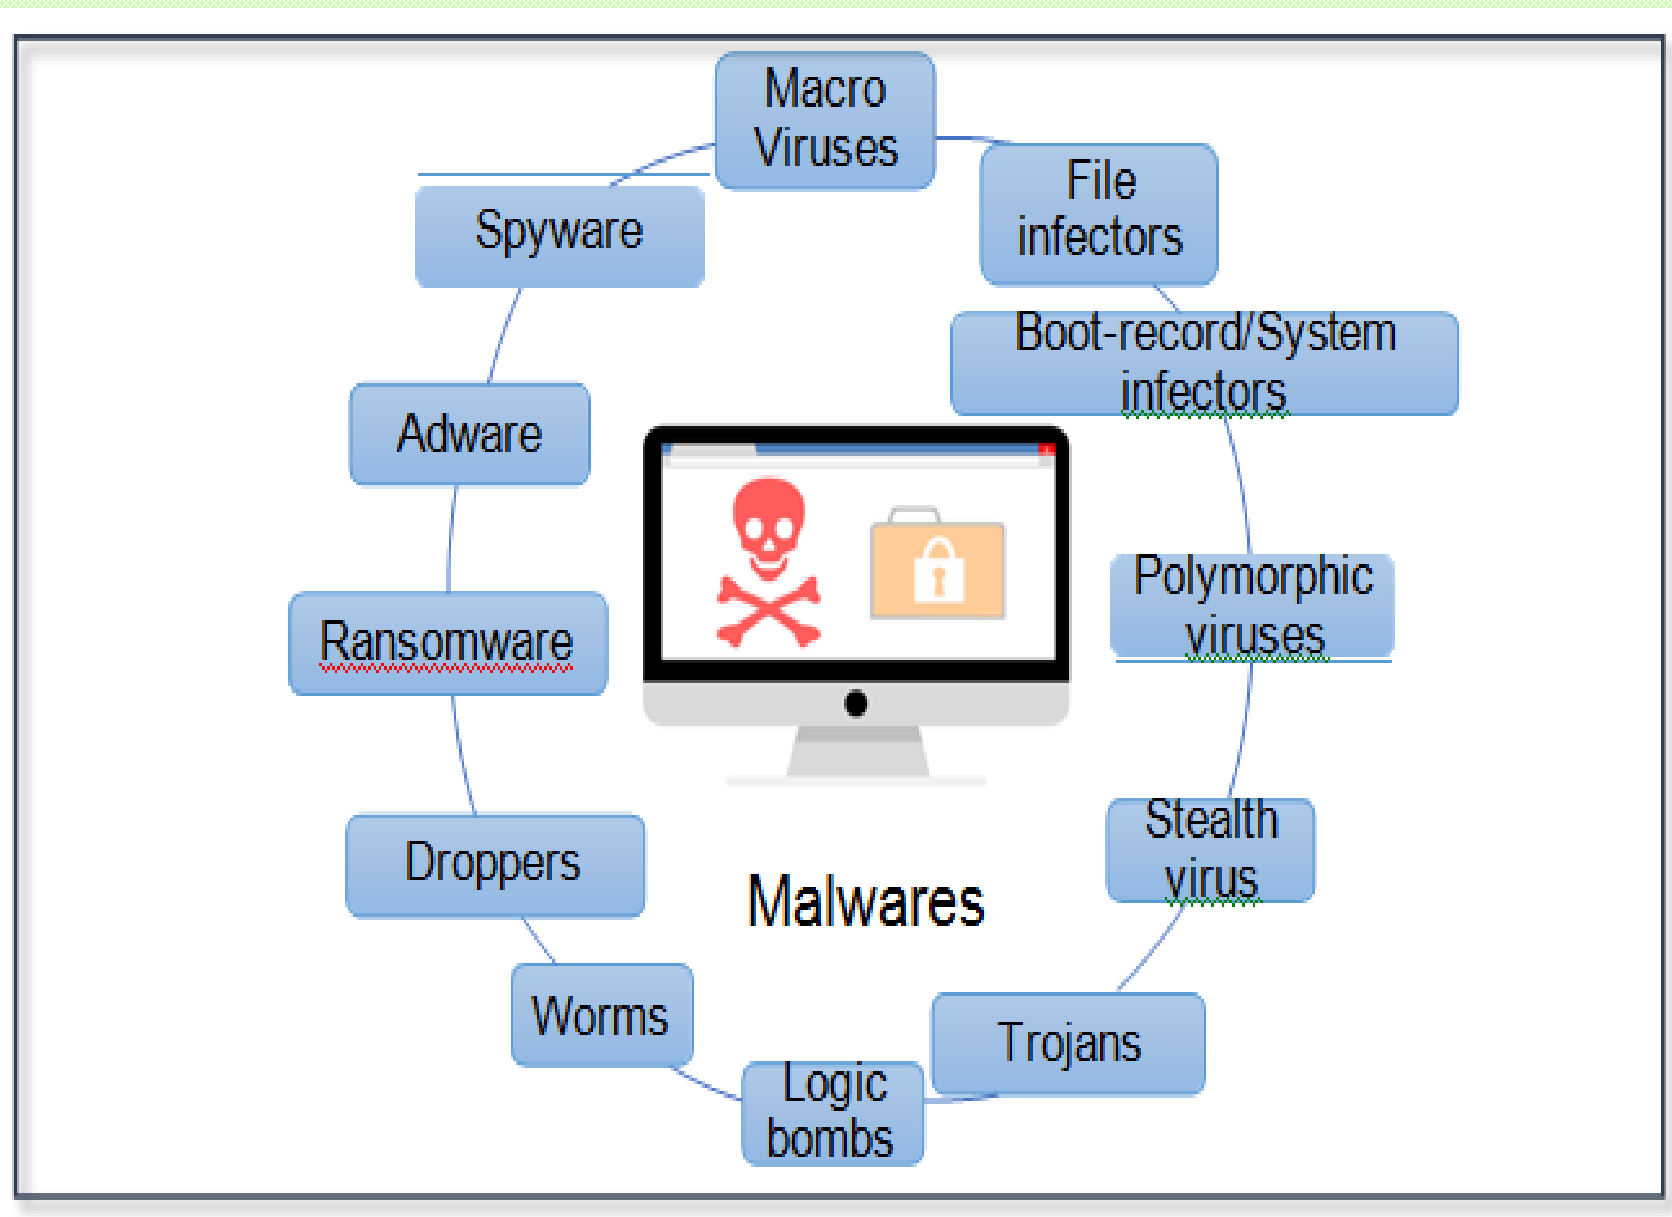 Macro
Viruses
File
infectors
Boot-record/System
infectors
Polymorphic
viruses
Stealth
virus
Trojans
Logic
bombs
Worms
Droppers
Ransomware
Adware
Spyware
Malwares